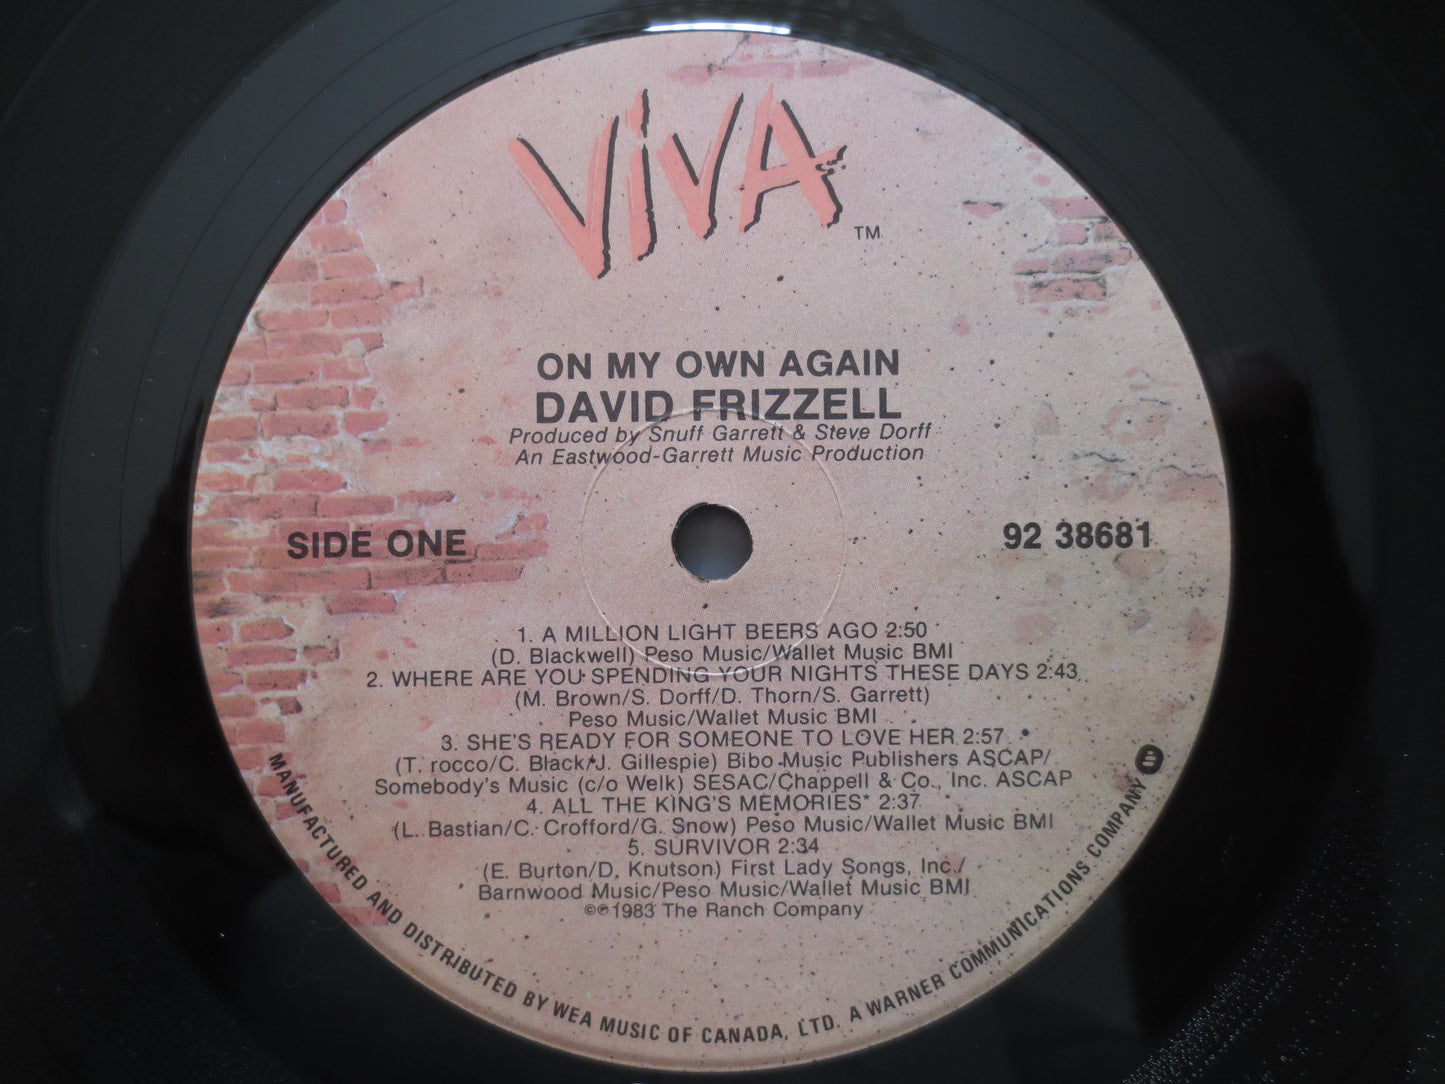 ViVA
TM
ON MY OWN AGAIN
DAVID FRIZZELL
Produced by Snuff Garrett & Steve Dorff
An Eastwood-Garrett Music Production
SIDE ONE
92 38681
1. A MILLION LIGHT BEERS AGO 2:50
(D. Blackwell) Peso Music/Wallet Music BMI
2. WHERE ARE YOU SPENDING YOUR NIGHTS THESE DAYS 2:43
(M. Brown/S. Dorff/D. Thorn/S. Garrett)
Peso Music/Wallet Music BMI
3. SHE'S READY FOR SOMEONE TO LOVE HER 2:57
(T. rocco/C. Black/J. Gillespie) Bibo Music Publishers ASCAP/
Somebody's Music (c/o Welk) SESAC/Chappell & Co., Inc. ASCAP
4. ALL THE KING'S MEMORIES 2:37
(L. Bastian/C. Crofford/G. Snow) Peso Music/Wallet Music BMI
5. SURVIVOR 2:34
(E. Burton/D. Knutson) First Lady Songs, Inc./
Barnwood Music/Peso Music/Wallet Music BMI
©℗1983 The Ranch Company
MANUFACTURED AND DISTRIBUTED BY WEA MUSIC OF CANADA, LTD. A WARNER COMMUNICATIONS COMPANY